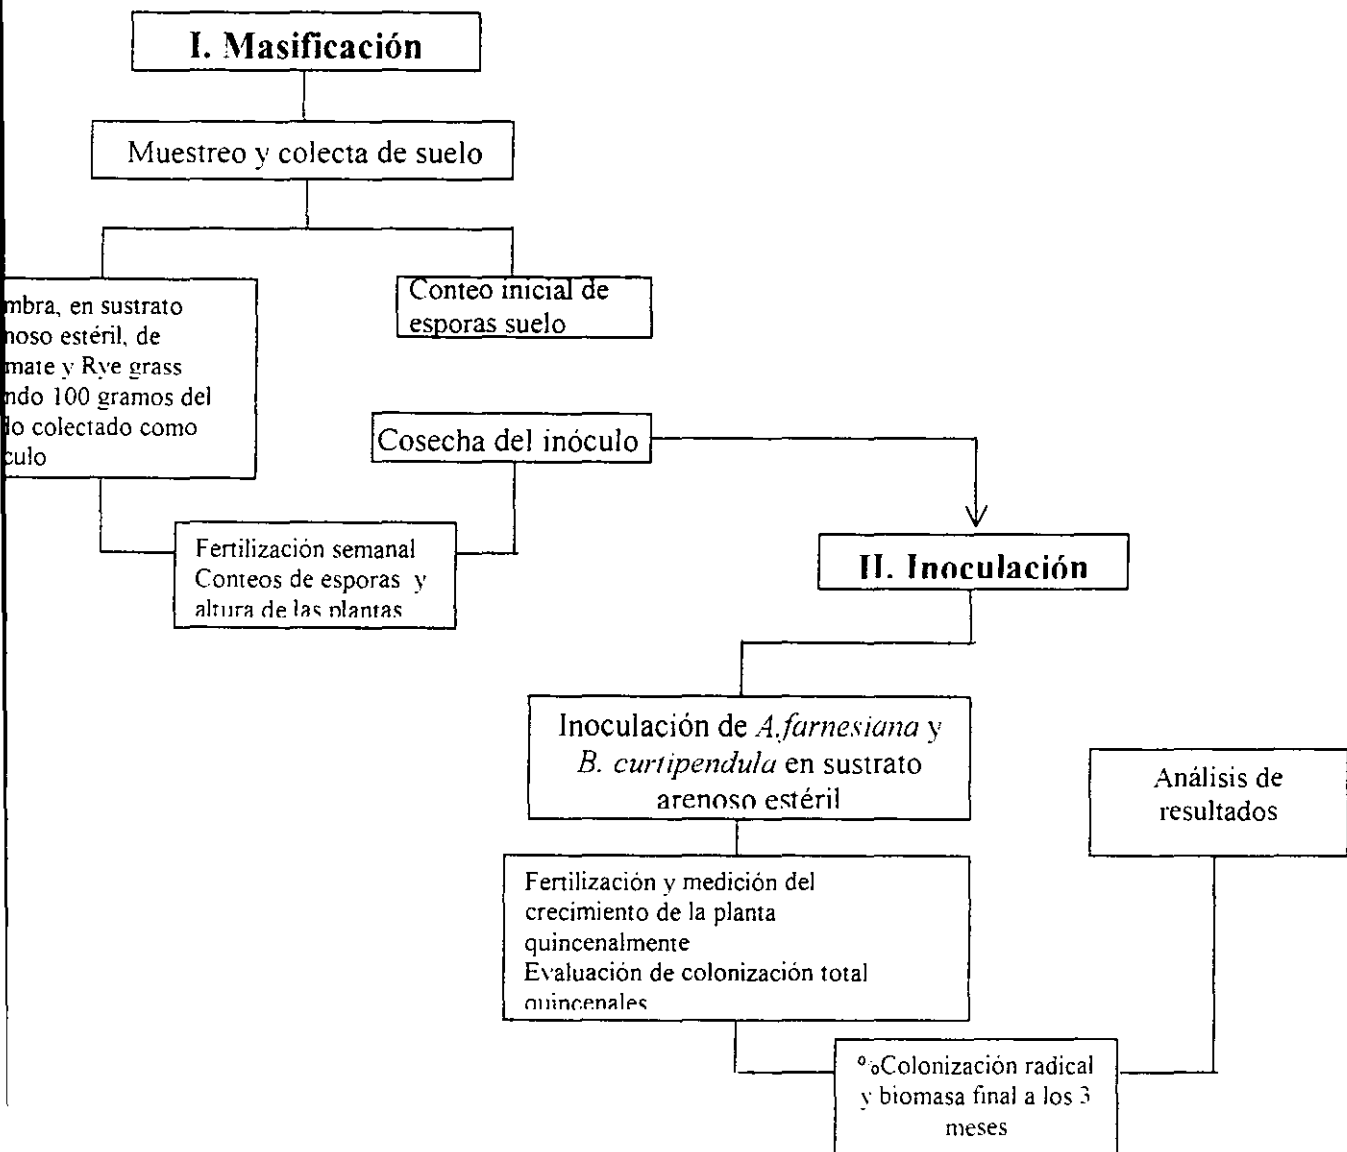 I. Masificación
Muestreo y colecta de suelo
mbra, en sustrato
noso estéril, de
mate y Rye grass
ndo 100 gramos del
lo colectado como
culo
Conteo inicial de
esporas suelo
Cosecha del inóculo
Fertilización semanal
Conteos de esporas y
altura de las plantas
II. Inoculación
Inoculación de A.farnesiana y
B. curtipendula en sustrato
arenoso estéril
Fertilización y medición del
crecimiento de la planta
quincenalmente
Evaluación de colonización total
quincenales
Análisis de
resultados
%Colonización radical
y biomasa final a los 3
meses